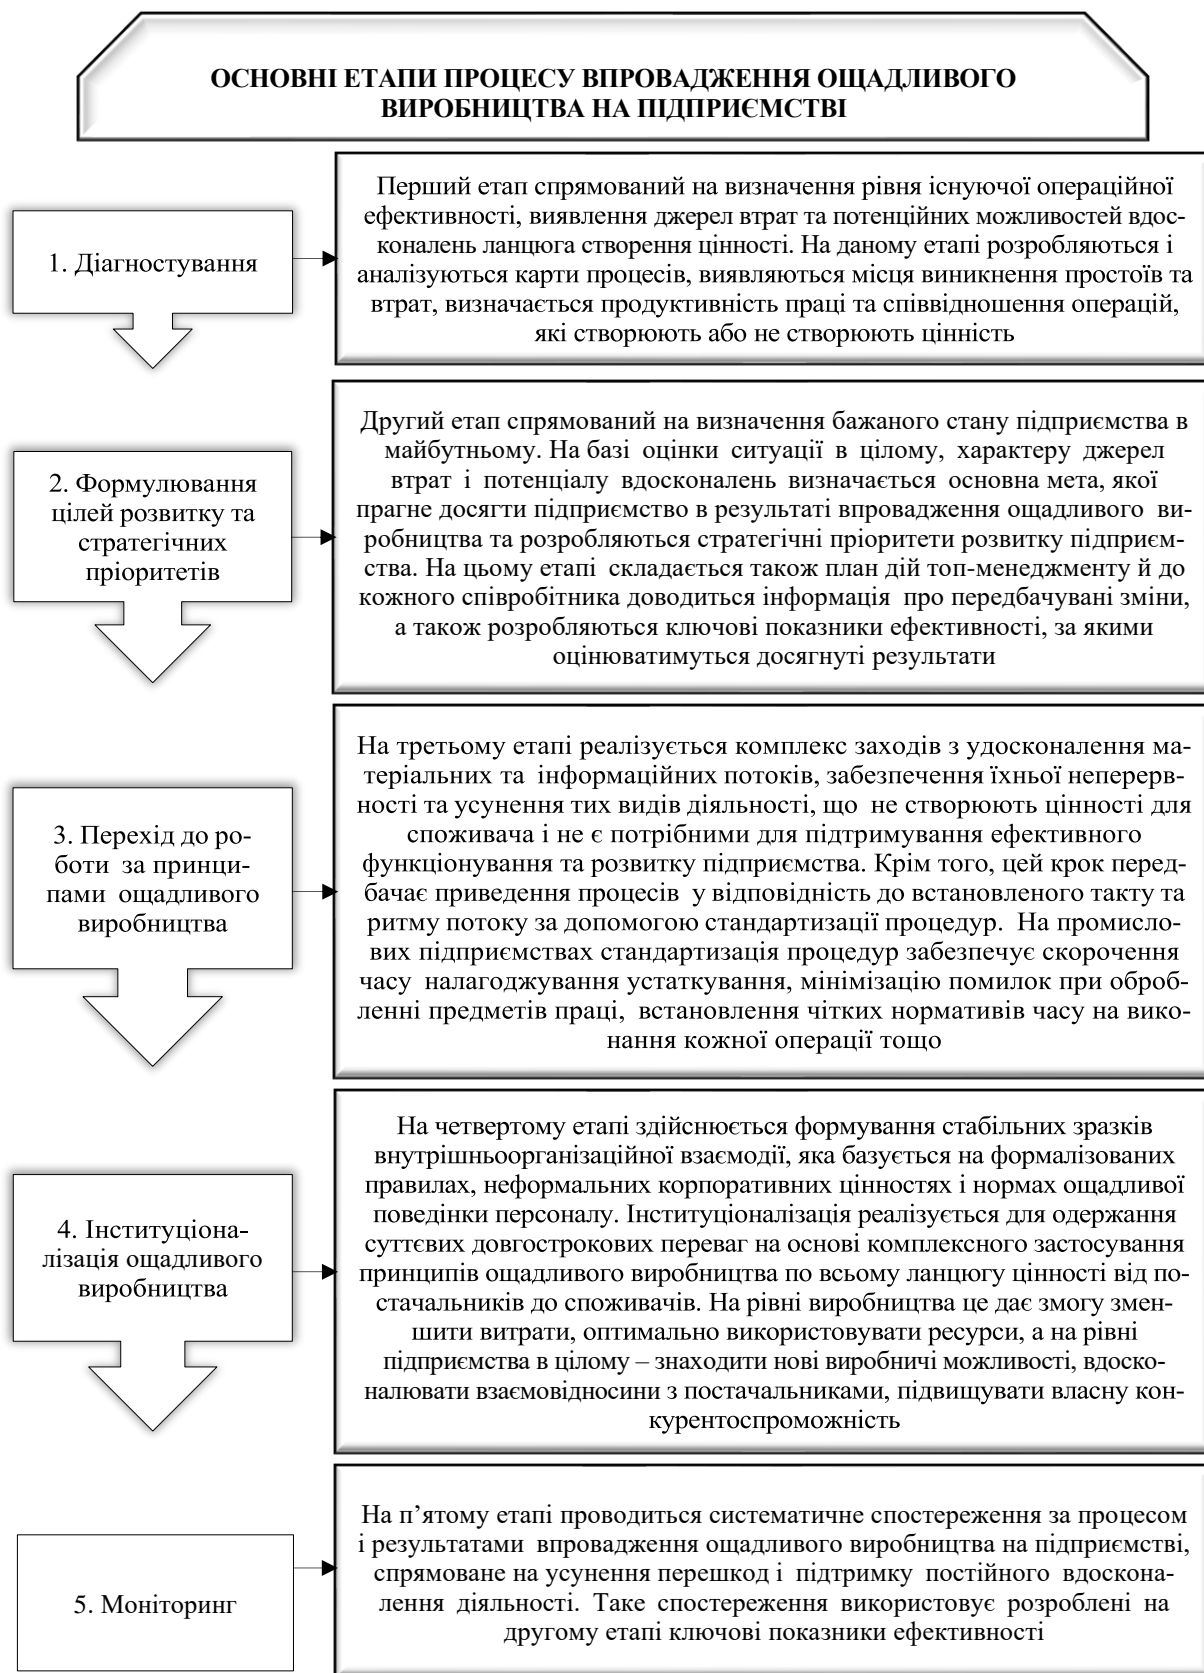 ОСНОВНІ ЕТАПИ ПРОЦЕСУ ВПРОВАДЖЕННЯ ОЩАДЛИВОГО
ВИРОБНИЦТВА НА ПІДПРИЄМСТВІ
1. Діагностування
Перший етап спрямований на визначення рівня існуючої операційної
ефективності, виявлення джерел втрат та потенційних можливостей вдос-
коналень ланцюга створення цінності. На даному етапі розробляються і
аналізуються карти процесів, виявляються місця виникнення простоїв та
втрат, визначається продуктивність праці та співвідношення операцій,
які створюють або не створюють цінність
2. Формулювання
цілей розвитку та
стратегічних
пріоритетів
Другий етап спрямований на визначення бажаного стану підприємства в
майбутньому. На базі оцінки ситуації в цілому, характеру джерел
втрат і потенціалу вдосконалень визначається основна мета, якої
прагне досягти підприємство в результаті впровадження ощадливого ви-
робництва та розробляються стратегічні пріоритети розвитку підприєм-
ства. На цьому етапі складається також план дій топ-менеджменту й до
кожного співробітника доводиться інформація про передбачувані зміни,
а також розробляються ключові показники ефективності, за якими
оцінюватимуться досягнуті результати
3. Перехід до ро-
боти за принци-
пами ощадливого
виробництва
На третьому етапі реалізується комплекс заходів з удосконалення ма-
теріальних та інформаційних потоків, забезпечення їхньої неперерв-
ності та усунення тих видів діяльності, що не створюють цінності для
споживача і не є потрібними для підтримування ефективного
функціонування та розвитку підприємства. Крім того, цей крок перед-
бачає приведення процесів у відповідність до встановленого такту та
ритму потоку за допомогою стандартизації процедур. На промисло-
вих підприємствах стандартизація процедур забезпечує скорочення
часу налагоджування устаткування, мінімізацію помилок при оброб-
ленні предметів праці, встановлення чітких нормативів часу на вико-
нання кожної операції тощо
4. Інституціона-
лізація ощадливого
виробництва
На четвертому етапі здійснюється формування стабільних зразків
внутрішньоорганізаційної взаємодії, яка базується на формалізованих
правилах, неформальних корпоративних цінностях і нормах ощадливої
поведінки персоналу. Інституціоналізація реалізується для одержання
суттєвих довгострокових переваг на основі комплексного застосування
принципів ощадливого виробництва по всьому ланцюгу цінності від по-
стачальників до споживачів. На рівні виробництва це дає змогу змен-
шити витрати, оптимально використовувати ресурси, а на рівні
підприємства в цілому – знаходити нові виробничі можливості, вдоско-
налювати взаємовідносини з постачальниками, підвищувати власну кон-
курентоспроможність
5. Моніторинг
На п’ятому етапі проводиться систематичне спостереження за процесом
і результатами впровадження ощадливого виробництва на підприємстві,
спрямоване на усунення перешкод і підтримку постійного вдоскона-
лення діяльності. Таке спостереження використовує розроблені на
другому етапі ключові показники ефективності